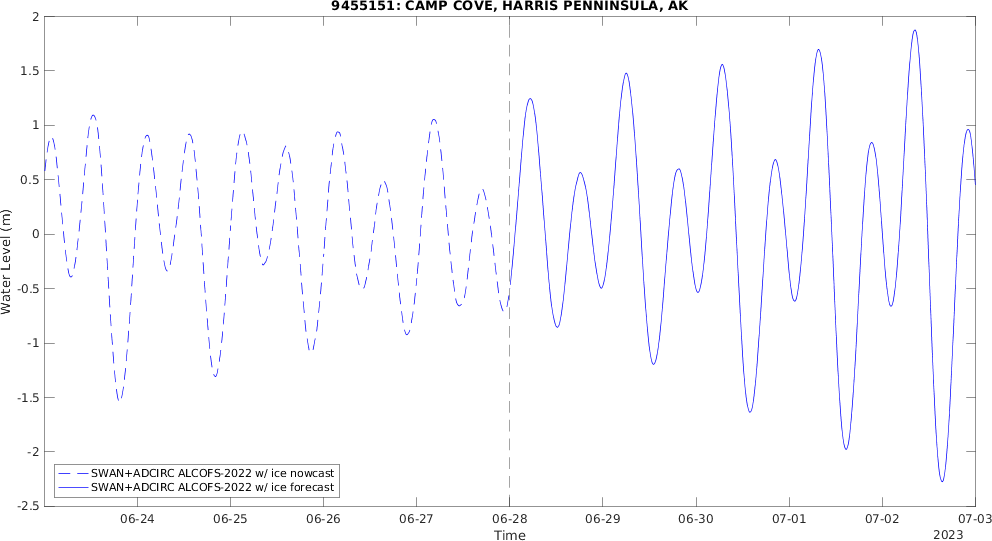 9455151: CAMP COVE, HARRIS PENNINSULA, AK
2
1.5
1
0.5
0
-0.5
-1
-1.5
-2
-2.5
Water Level (m)
SWAN+ADCIRC ALCOFS-2022 w/ ice nowcast
SWAN+ADCIRC ALCOFS-2022 w/ ice forecast
06-24 06-25 06-26 06-27 06-28 06-29 06-30 07-01 07-02 07-03
Time
2023